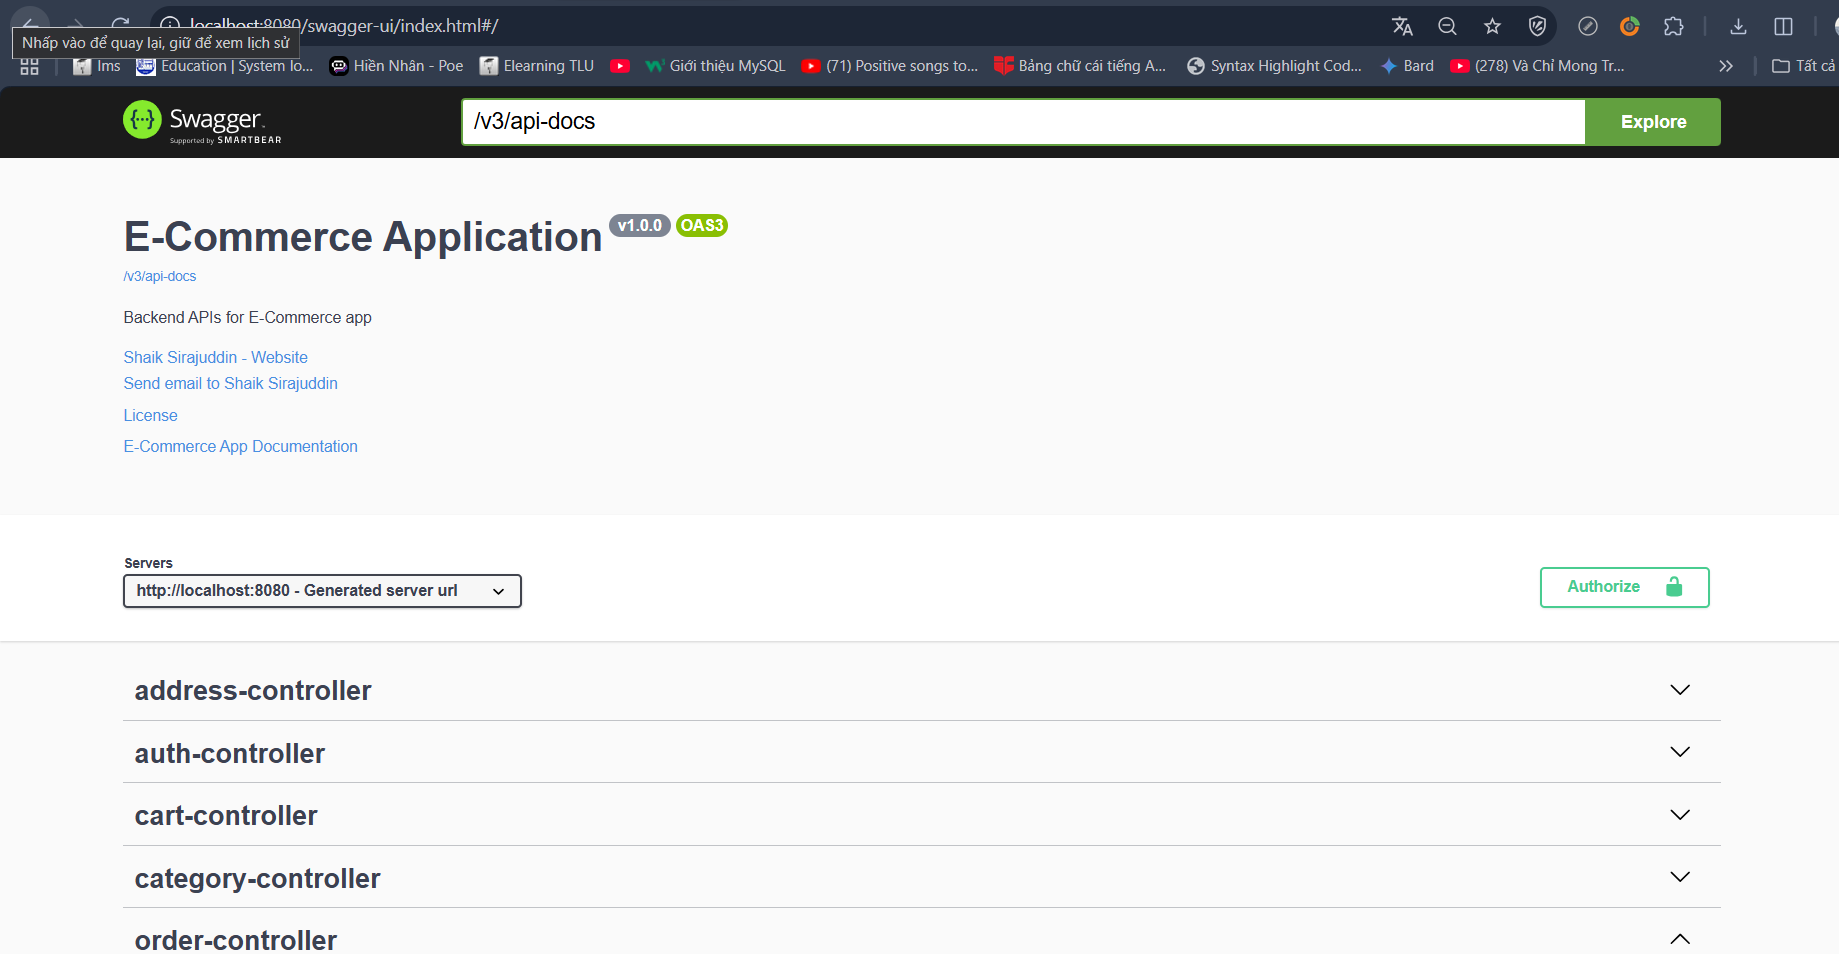 localhost:8080/swagger-ui/index.html#/
Nhấp vào để quay lại, giữ để xem lịch sử
lms
Education | System lo...
Hiền Nhân - Poe
Elearning TLU
Giới thiệu MySQL
(71) Positive songs to...
Bảng chữ cái tiếng A...
Syntax Highlight Cod...
Bard
(278) Và Chỉ Mong Tr...
Tất cả
Swagger
Supported by SMARTBEAR
/v3/api-docs
Explore
E-Commerce Application v1.0.0 OAS3
/v3/api-docs
Backend APIs for E-Commerce app
Shaik Sirajuddin - Website
Send email to Shaik Sirajuddin
License
E-Commerce App Documentation
Servers
http://localhost:8080 - Generated server url
Authorize
address-controller
auth-controller
cart-controller
category-controller
order-controller